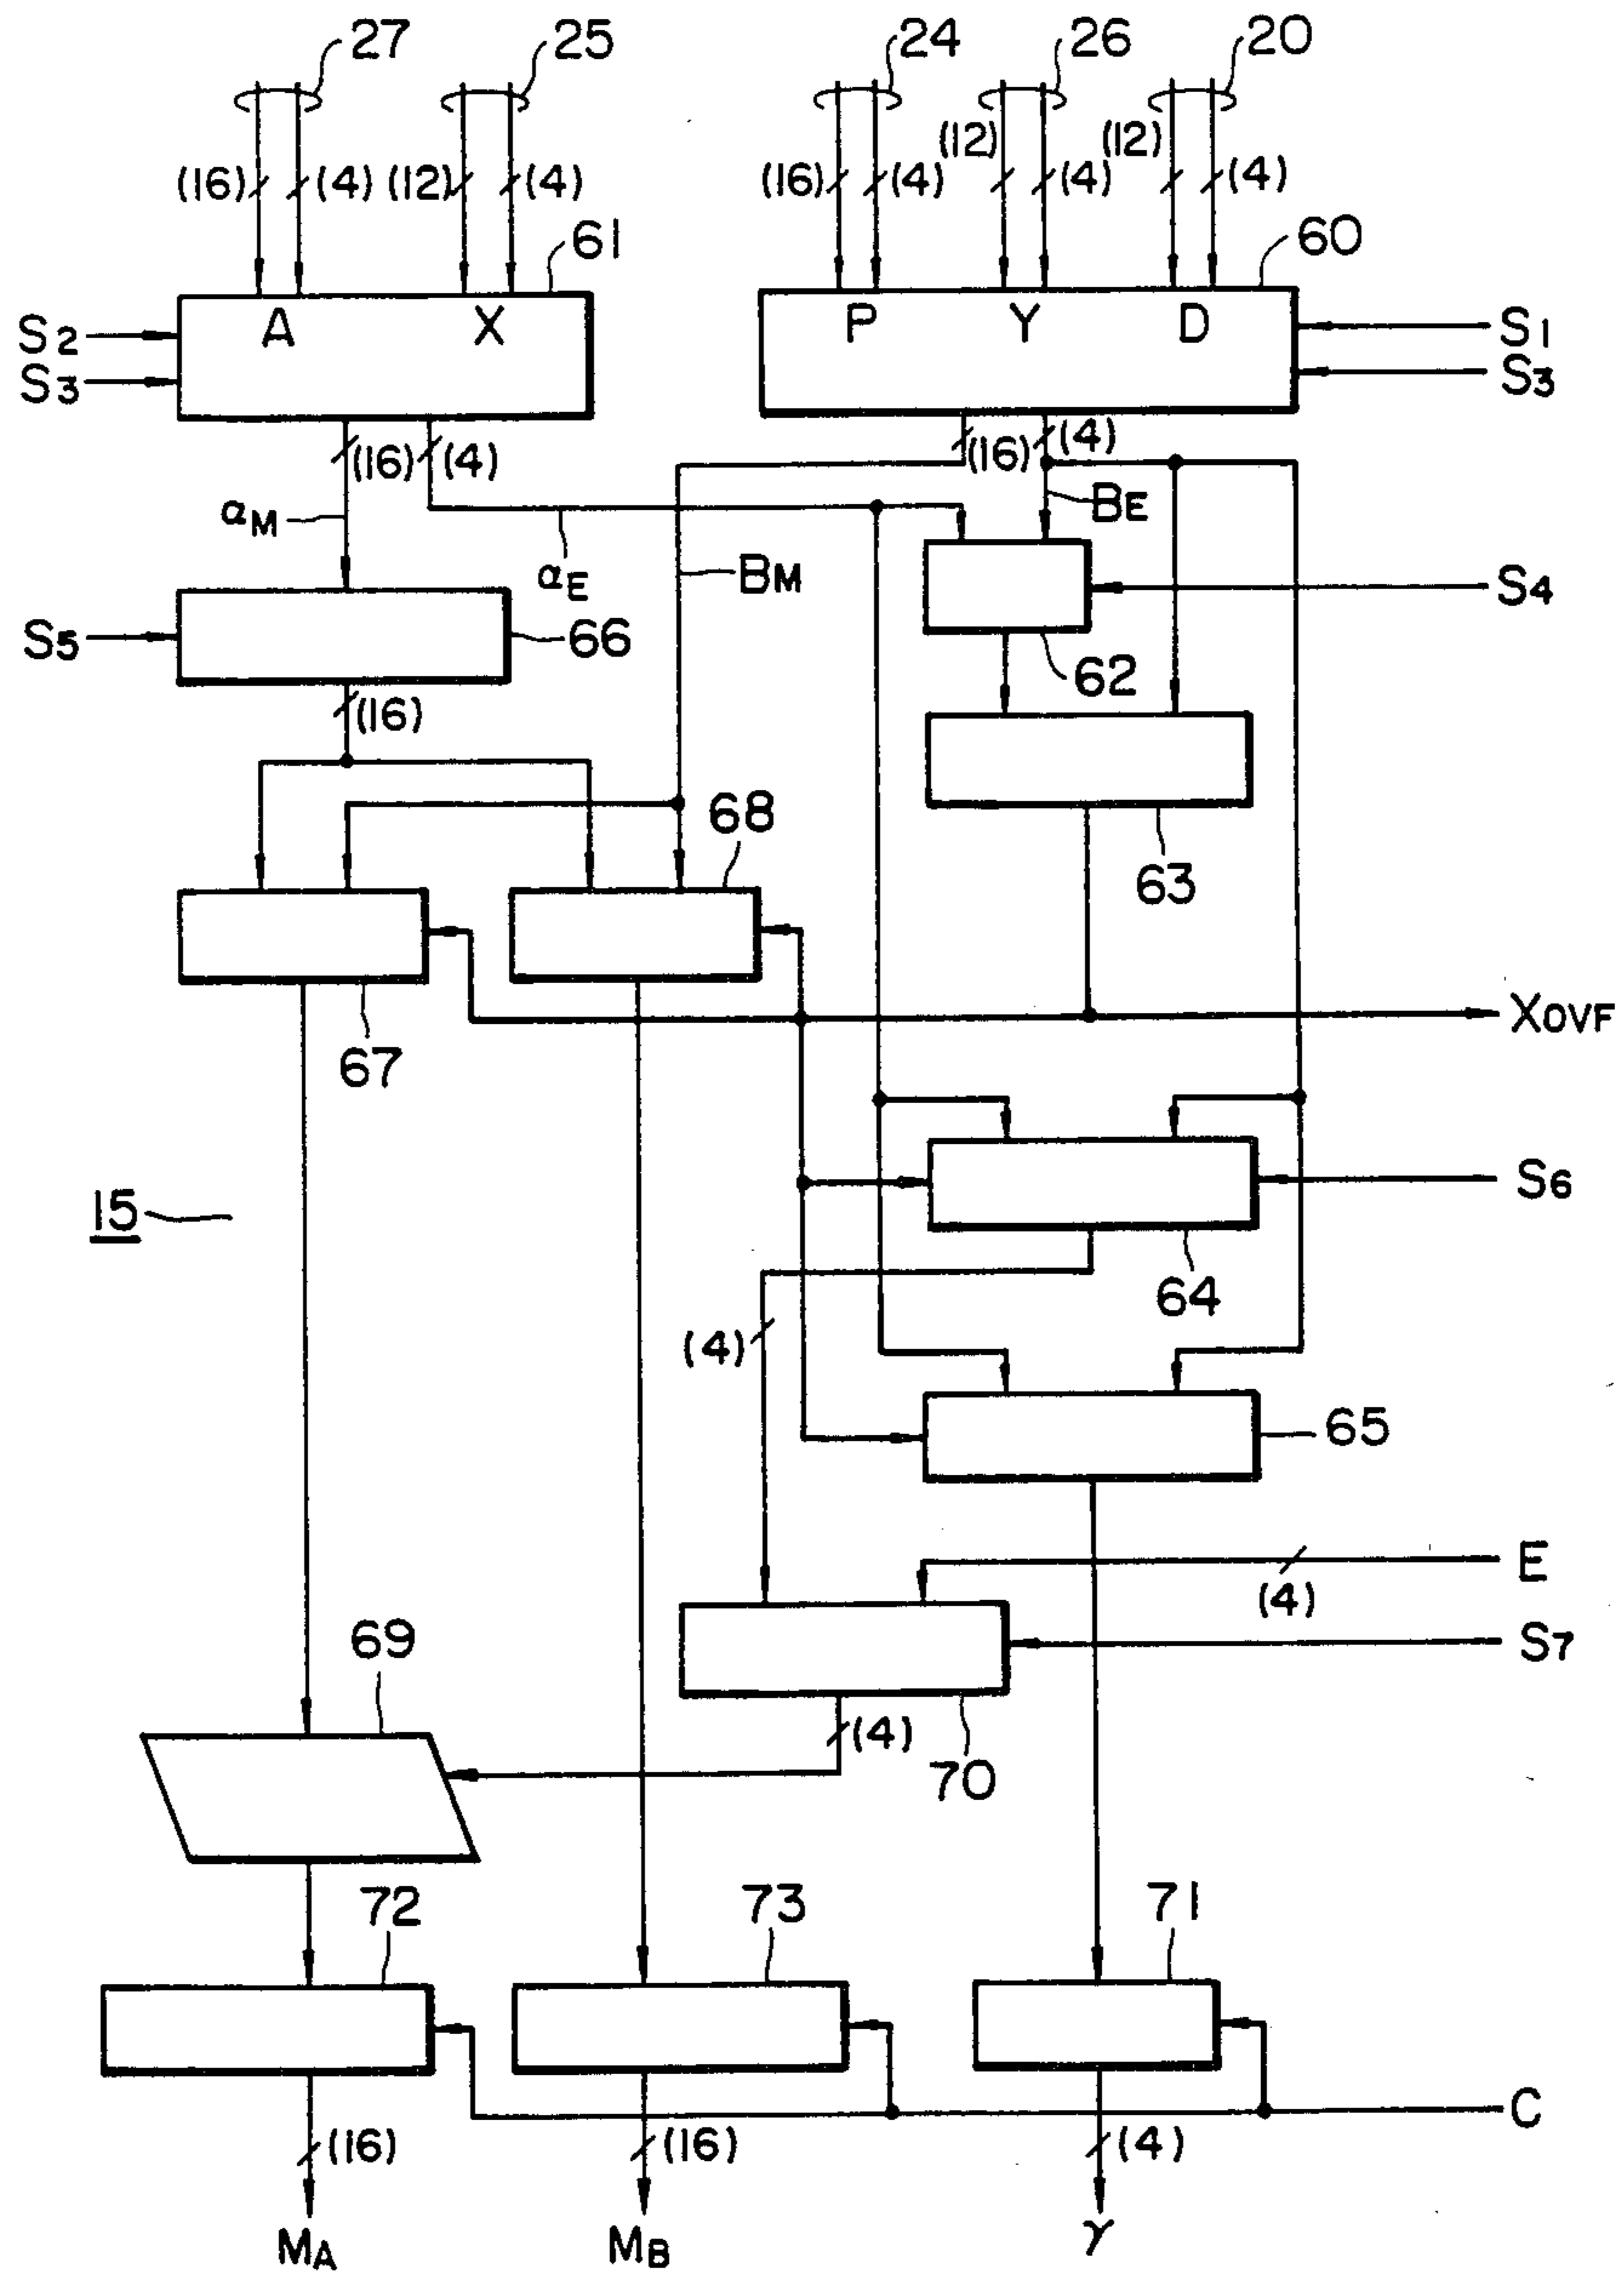 27 25 24 26 20
(12) (12)
(16) (4) (12) (4) (16) (4) (4) (4)
61 60
A X P Y D
S2 S1
S3 S3
(16) (4) (16) (4)
αM BE
αE BM S4
S5 66
62
(16)
68
63
XOVF
67
S6
15
64
(4)
65
E
(4)
69 S7
(4)
70
72 73 71
C
(16) (16) (4)
MA MB γ